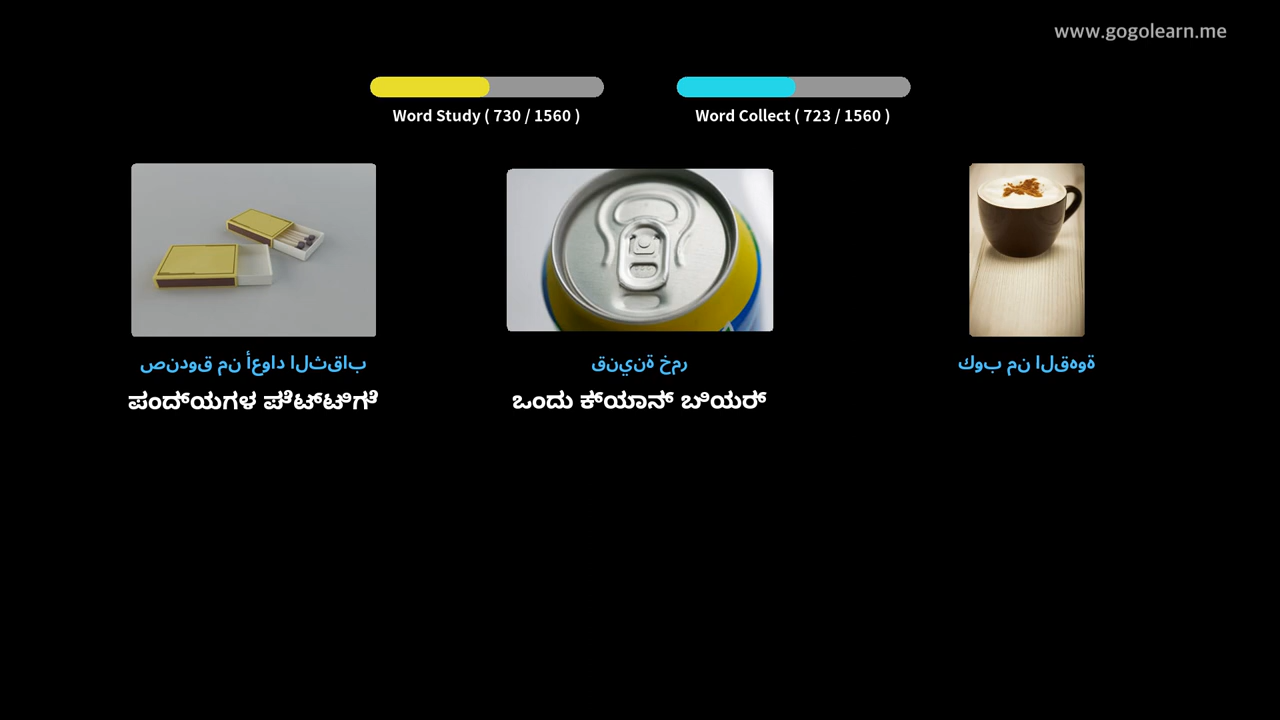 www.gogolearn.me
Word Study ( 730 / 1560 )
Word Collect ( 723 / 1560 )
صندوق من أعواد الثقاب
قنينة خمر
كوب من القهوة
ಪಂದ್ಯಗಳ ಪೆಟ್ಟಿಗೆ
ಒಂದು ಕ್ಯಾನ್ ಬಿಯರ್